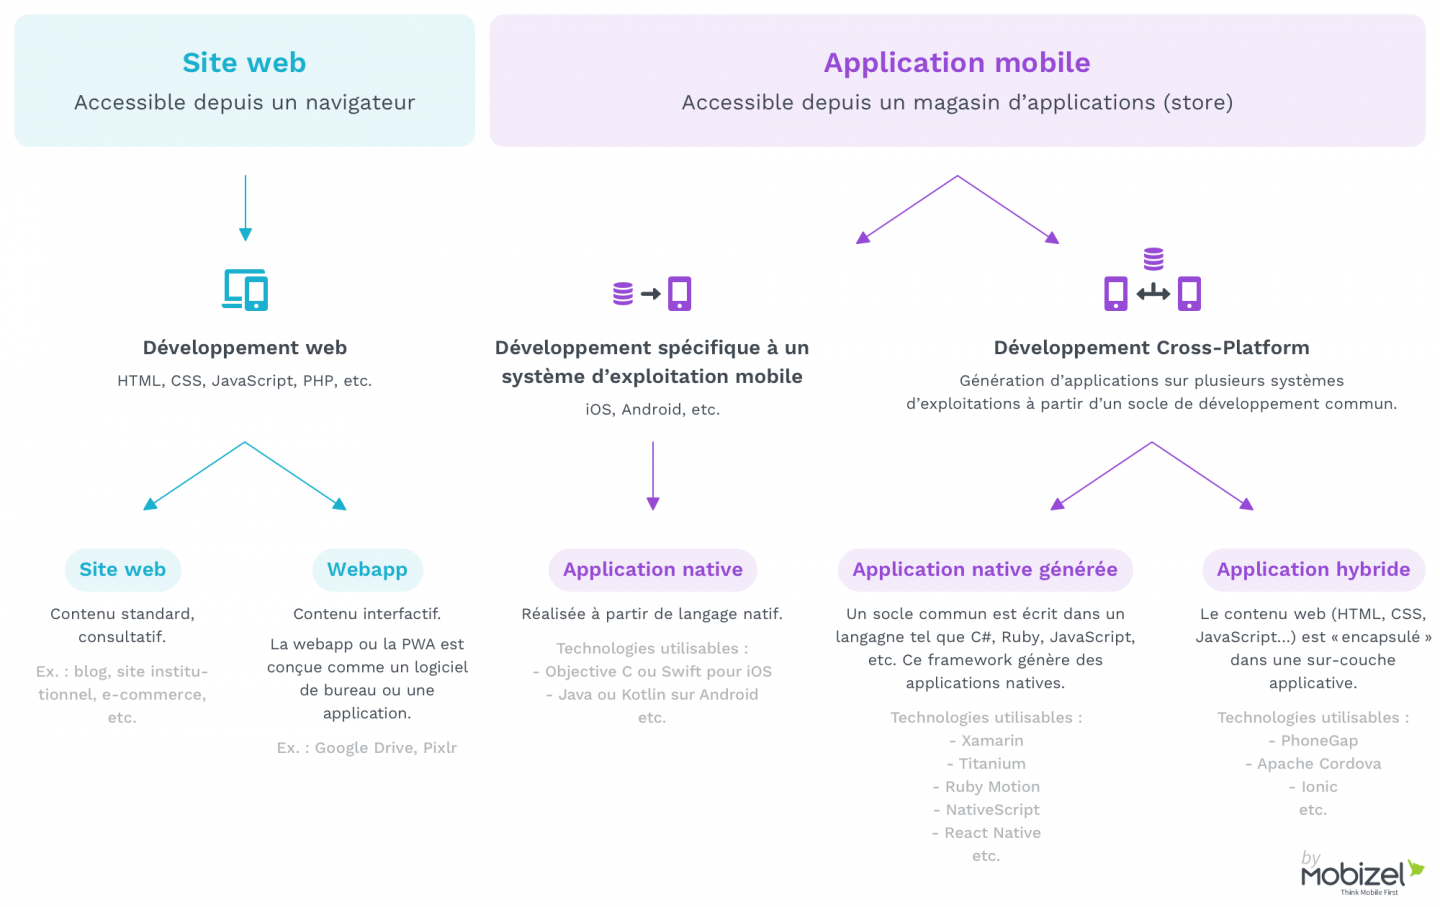 Site web
Accessible depuis un navigateur
Application mobile
Accessible depuis un magasin d’applications (store)
Développement web
HTML, CSS, JavaScript, PHP, etc.
Développement spécifique à un
système d’exploitation mobile
iOS, Android, etc.
Développement Cross-Platform
Génération d’applications sur plusieurs systèmes
d’exploitations à partir d’un socle de développement commun.
Site web
Contenu standard,
consultatif.
Ex. : blog, site institu-
tionnel, e-commerce,
etc.
Webapp
Contenu interfactif.
La webapp ou la PWA est
conçue comme un logiciel
de bureau ou une
application.
Ex. : Google Drive, Pixlr
Application native
Réalisée à partir de langage natif.
Technologies utilisables :
- Objective C ou Swift pour iOS
- Java ou Kotlin sur Android
etc.
Application native générée
Un socle commun est écrit dans un
langagne tel que C#, Ruby, JavaScript,
etc. Ce framework génère des
applications natives.
Technologies utilisables :
- Xamarin
- Titanium
- Ruby Motion
- NativeScript
- React Native
etc.
Application hybride
Le contenu web (HTML, CSS,
JavaScript...) est « encapsulé »
dans une sur-couche
applicative.
Technologies utilisables :
- PhoneGap
- Apache Cordova
- Ionic
etc.
by
mobizel
Think Mobile First